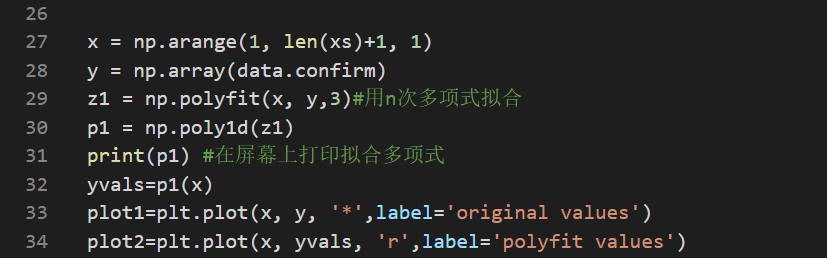 26
27 x = np.arange(1, len(xs)+1, 1)
28 y = np.array(data.confirm)
29 z1 = np.polyfit(x, y,3)#用n次多项式拟合
30 p1 = np.poly1d(z1)
31 print(p1) #在屏幕上打印拟合多项式
32 yvals=p1(x)
33 plot1=plt.plot(x, y, '*',label='original values')
34 plot2=plt.plot(x, yvals, 'r',label='polyfit values')